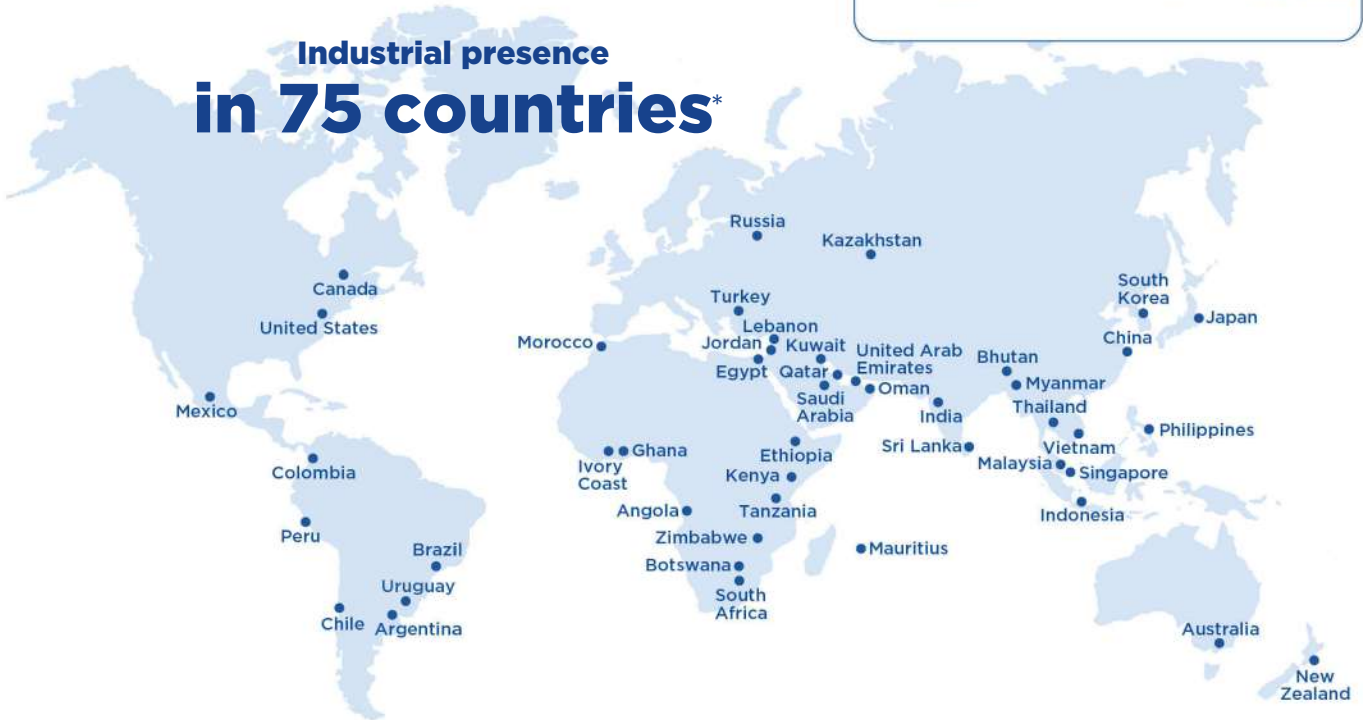 Industrial presence
in 75 countries*
Russia
Kazakhstan
Canada
South
Korea
Turkey
United States
Lebanon
Japan
Morocco
Jordan
Kuwait
United Arab
Emirates
China
Bhutan
Egypt
Qatar
Oman
Myanmar
Mexico
Saudi
Arabia
India
Thailand
Philippines
Colombia
Ivory
Coast
Ghana
Ethiopia
Sri Lanka
Vietnam
Malaysia
Singapore
Kenya
Angola
Tanzania
Indonesia
Peru
Zimbabwe
Mauritius
Brazil
Botswana
Uruguay
South
Africa
Chile
Argentina
Australia
New
Zealand